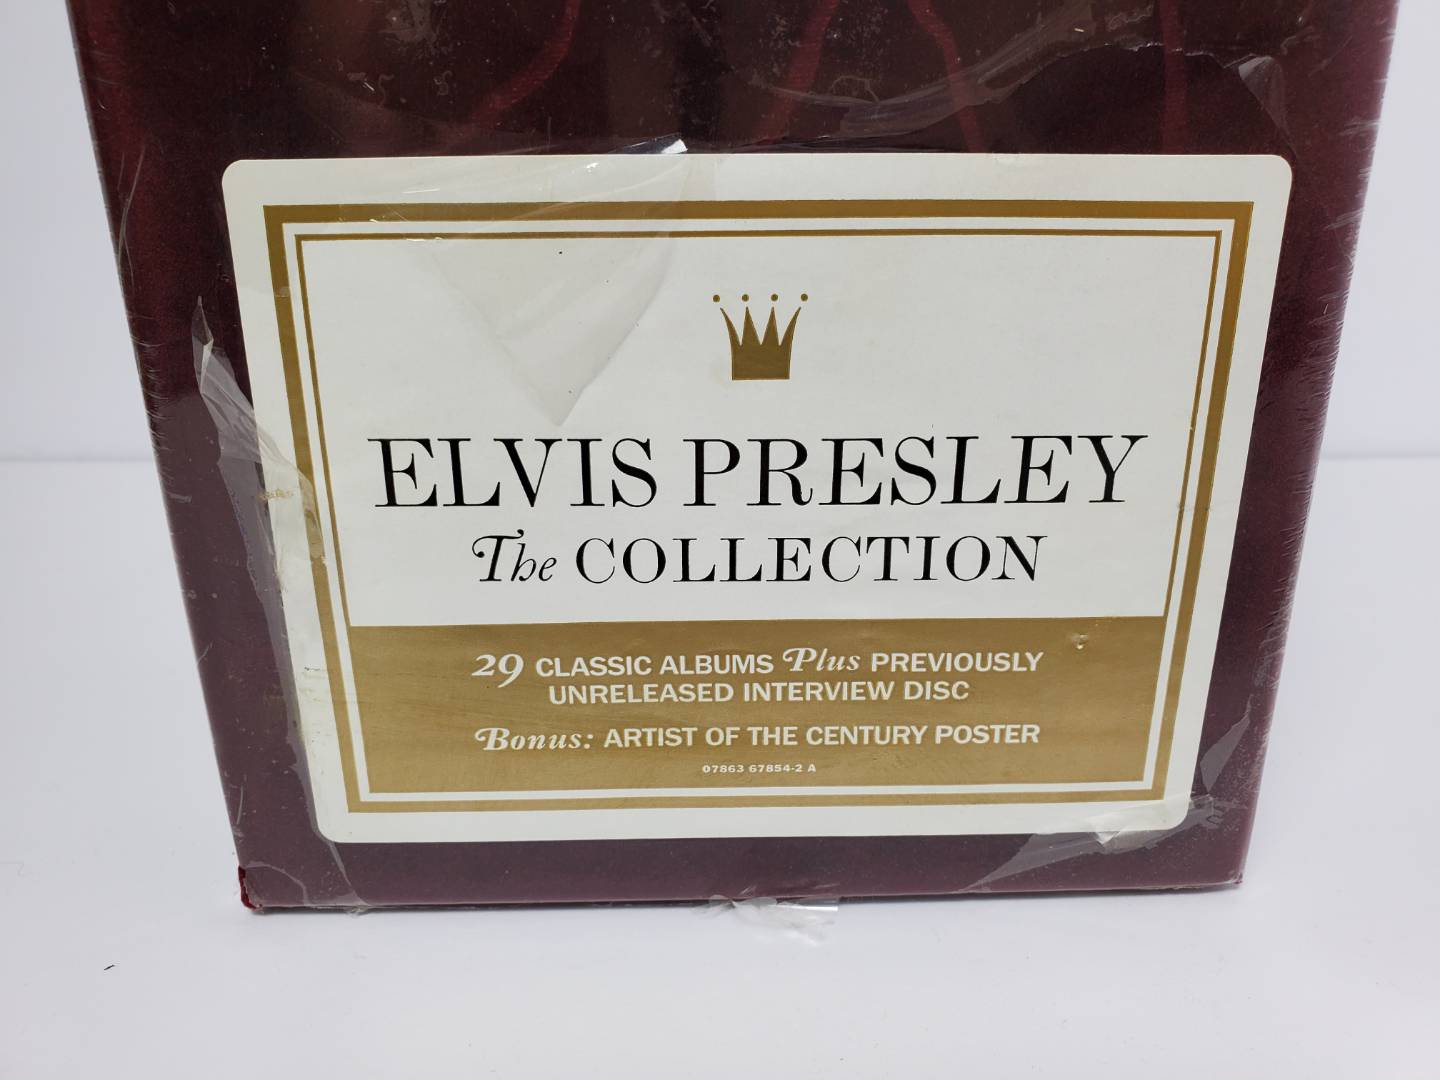 ELVIS PRESLEY
The COLLECTION
29 CLASSIC ALBUMS Plus PREVIOUSLY
UNRELEASED INTERVIEW DISC
Bonus: ARTIST OF THE CENTURY POSTER
07863 67854-2 A